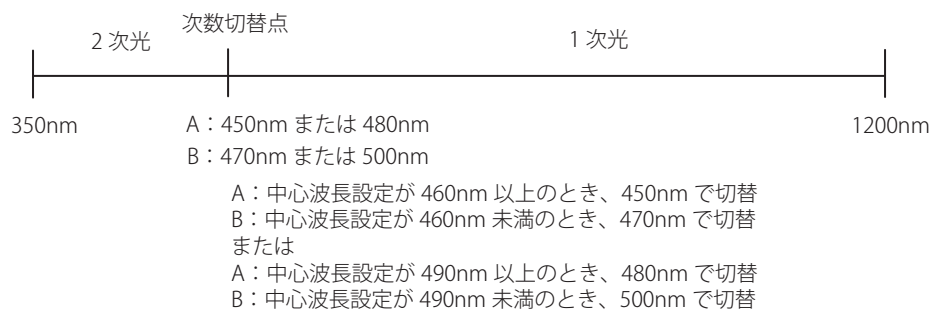 次数切替点
2 次光
1 次光
350nm
A：450nm または 480nm
1200nm
B：470nm または 500nm
A：中心波長設定が 460nm 以上のとき、450nm で切替
B：中心波長設定が 460nm 未満のとき、470nm で切替
または
A：中心波長設定が 490nm 以上のとき、480nm で切替
B：中心波長設定が 490nm 未満のとき、500nm で切替